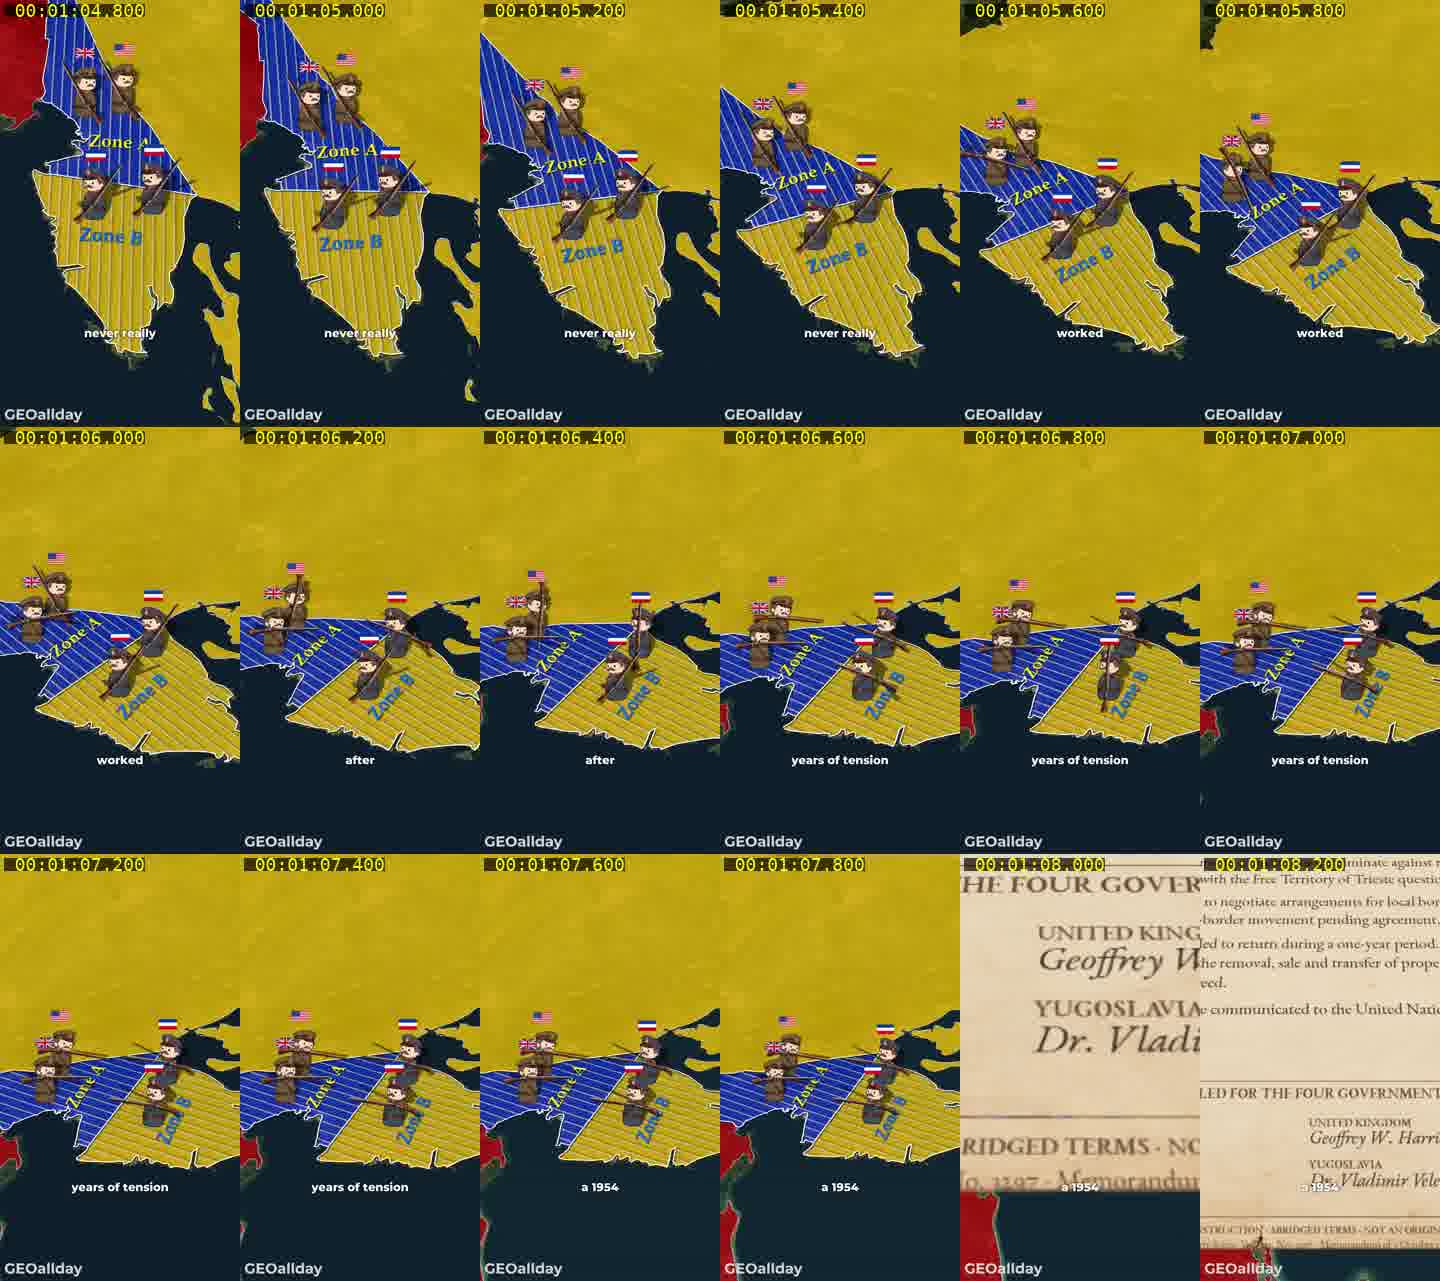 00:01:04.800
Zone A
Zone B
never really
GEOallday
00:01:05.000
Zone A
Zone B
never really
GEOallday
00:01:05.200
Zone A
Zone B
never really
GEOallday
00:01:05.400
Zone A
Zone B
never really
GEOallday
00:01:05.600
Zone A
Zone B
worked
GEOallday
00:01:05.800
Zone A
Zone B
worked
GEOallday
00:01:06.000
Zone A
Zone B
worked
GEOallday
00:01:06.200
Zone A
Zone B
after
GEOallday
00:01:06.400
Zone A
Zone B
after
GEOallday
00:01:06.600
Zone A
Zone B
years of tension
GEOallday
00:01:06.800
Zone A
Zone B
years of tension
GEOallday
00:01:07.000
Zone A
Zone B
years of tension
GEOallday
00:01:07.200
Zone A
Zone B
years of tension
GEOallday
00:01:07.400
Zone A
Zone B
years of tension
GEOallday
00:01:07.600
Zone A
Zone B
a 1954
GEOallday
00:01:07.800
Zone A
Zone B
a 1954
GEOallday
00:01:08.000
HE FOUR GOVER
UNITED KING
Geoffrey W
YUGOSLAVIA
Dr. Vladi
RIDGED TERMS · NO
Memorandu
a 1954
GEOallday
00:01:08.200
minate against
with the Free Territory of Trieste questio
to negotiate arrangements for local bor
-border movement pending agreement.
ed to return during a one-year period.
he removal, sale and transfer of prope
eed.
e communicated to the United Natio
LED FOR THE FOUR GOVERNMENT
UNITED KINGDOM
Geoffrey W. Harri
YUGOSLAVIA
Dr. Vladimir Vele
a 1954
STRUCTION · ABRIDGED TERMS · NOT AN ORIGIN
GEOallday